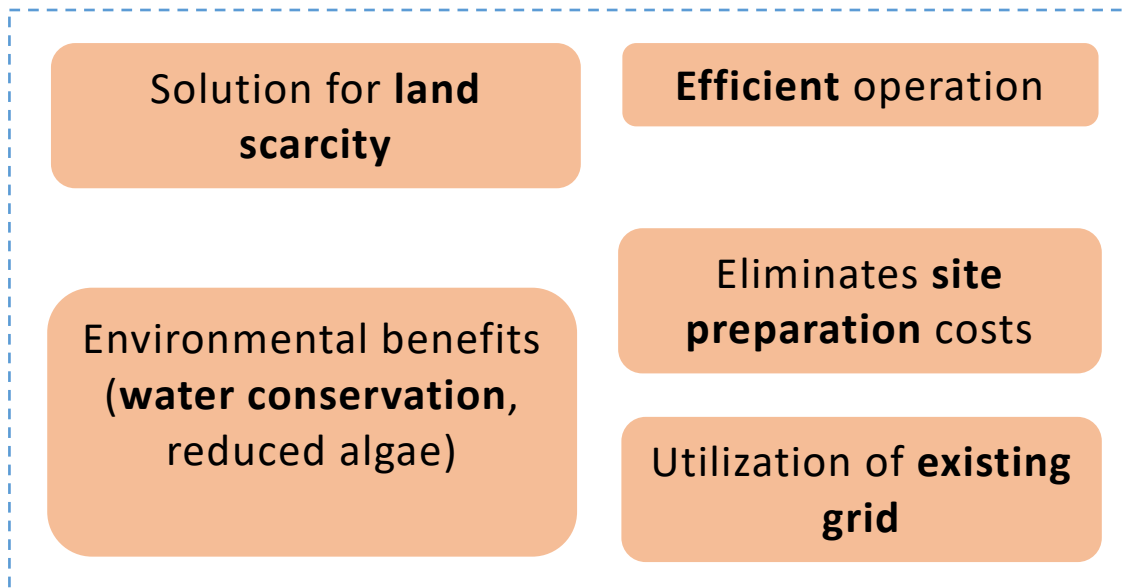 Solution for land
scarcity
Efficient operation
Environmental benefits
(water conservation,
reduced algae)
Eliminates site
preparation costs
Utilization of existing
grid